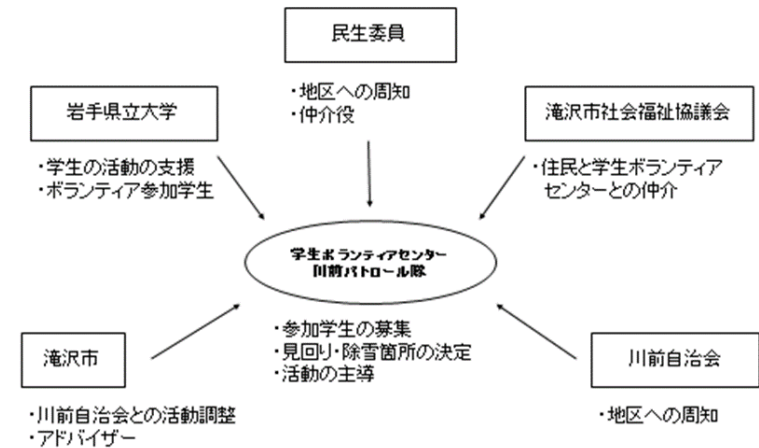 民生委員
・地区への周知
・仲介役
岩手県立大学
・学生の活動の支援
・ボランティア参加学生
滝沢市社会福祉協議会
・住民と学生ボランティア
センターとの仲介
学生ボランティアセンター
川前パトロール隊
・参加学生の募集
・見回り・除雪箇所の決定
・活動の主導
滝沢市
・川前自治会との活動調整
・アドバイザー
川前自治会
・地区への周知